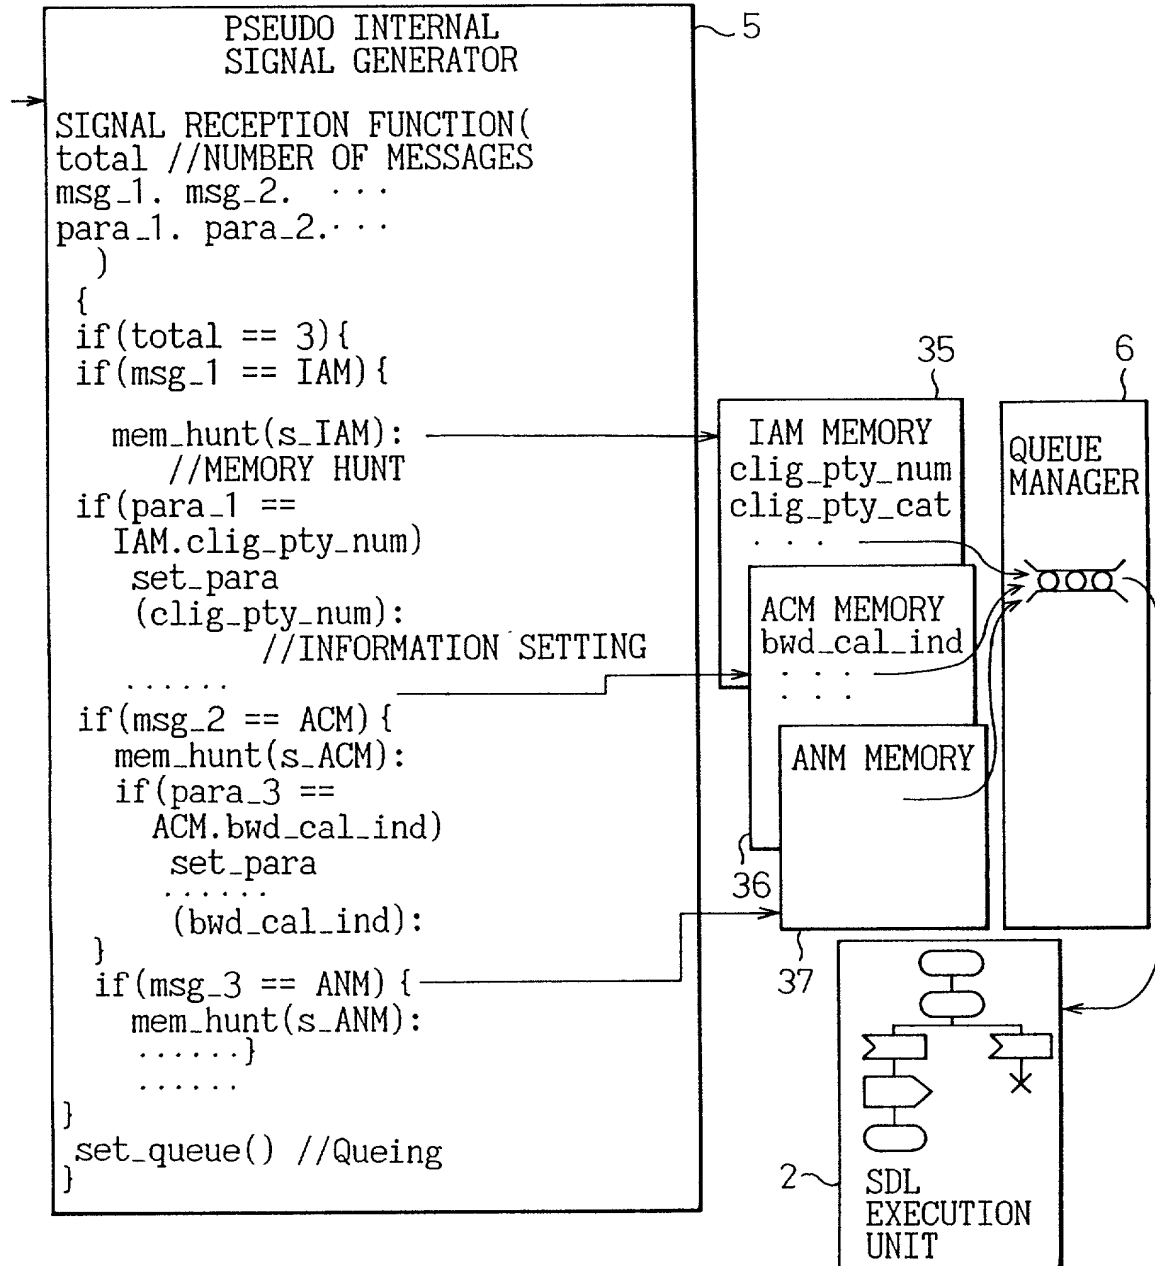 PSEUDO INTERNAL
SIGNAL GENERATOR
5
SIGNAL RECEPTION FUNCTION(
total //NUMBER OF MESSAGES
msg_1. msg_2. ···
para_1. para_2.···
)
{
if(total == 3){
if(msg_1 == IAM){
mem_hunt(s_IAM):
//MEMORY HUNT
if(para_1 ==
IAM.clig_pty_num)
set_para
(clig_pty_num):
//INFORMATION SETTING
······
if(msg_2 == ACM){
mem_hunt(s_ACM):
if(para_3 ==
ACM.bwd_cal_ind)
set_para
······
(bwd_cal_ind):
}
if(msg_3 == ANM){
mem_hunt(s_ANM):
······}
······
}
set_queue() //Queing
}
35
IAM MEMORY
clig_pty_num
clig_pty_cat
· · ·
ACM MEMORY
bwd_cal_ind
· · ·
· · ·
36
ANM MEMORY
37
6
QUEUE
MANAGER
2
SDL
EXECUTION
UNIT